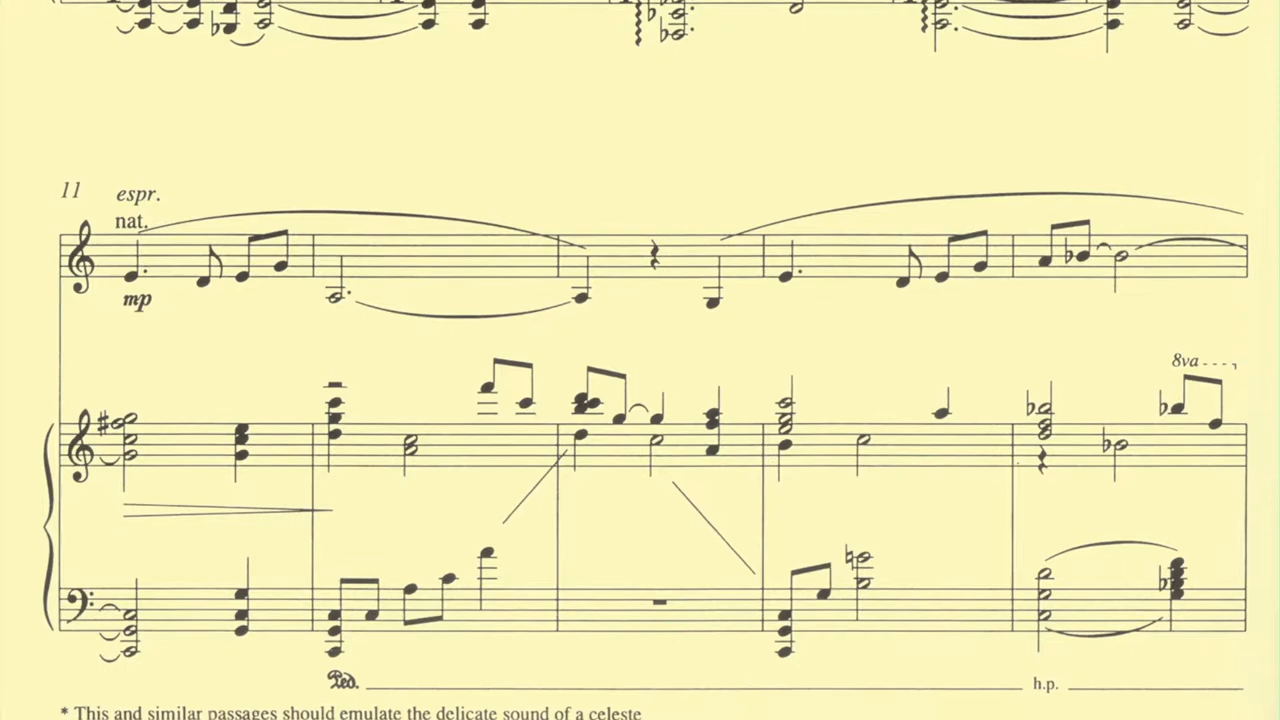 11
espr.
nat.
mp
8va
Ped.
h.p.
* This and similar passages should emulate the delicate sound of a celeste